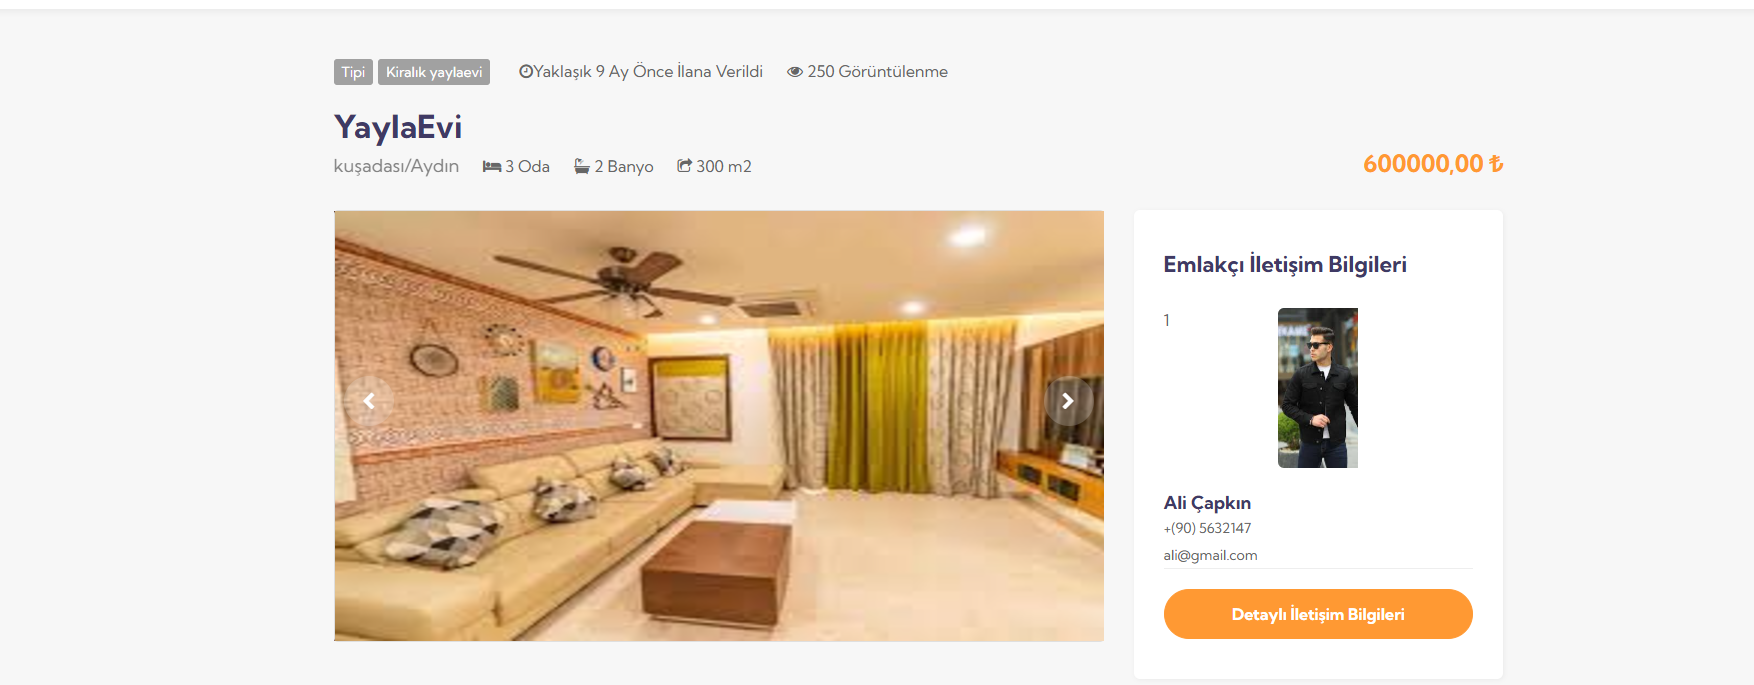 Tipi Kiralık yaylaevi Yaklaşık 9 Ay Önce İlana Verildi 250 Görüntülenme
YaylaEvi
kuşadası/Aydın 3 Oda 2 Banyo 300 m2
600000,00 ₺
Emlakçı İletişim Bilgileri
1
Ali Çapkın
+(90) 5632147
ali@gmail.com
Detaylı İletişim Bilgileri